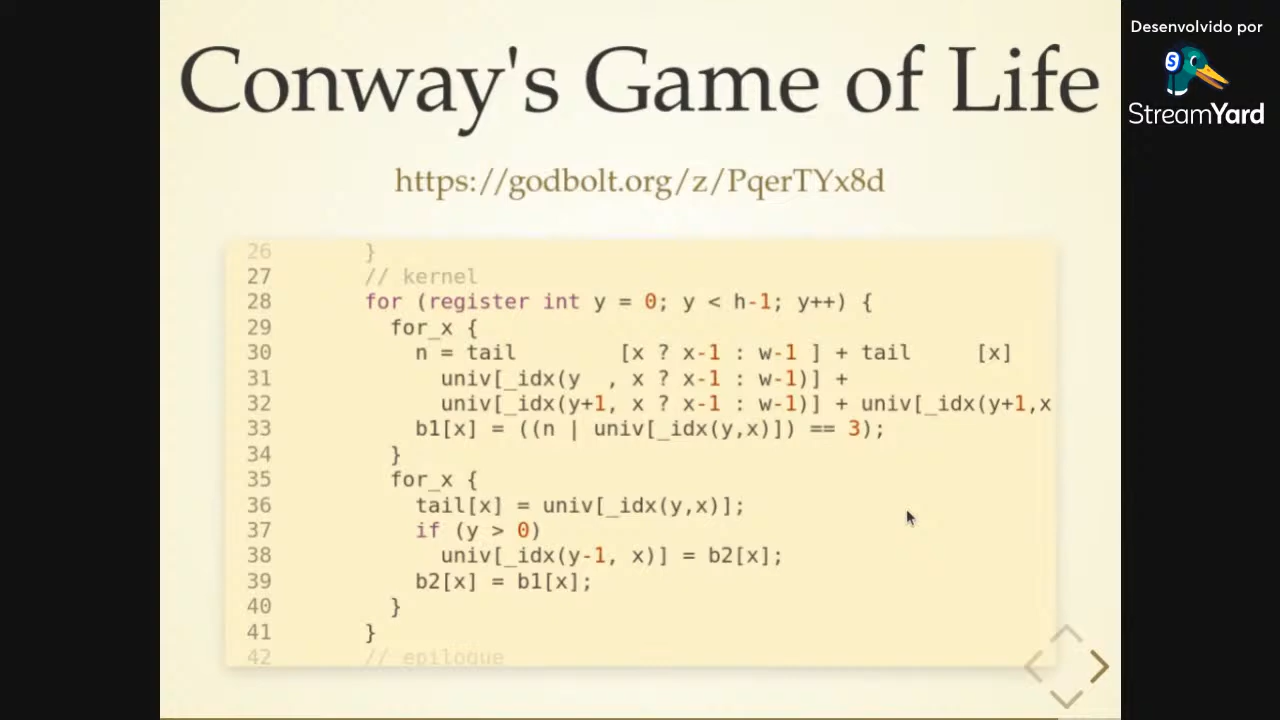 Conway's Game of Life
https://godbolt.org/z/PqerTYx8d
Desenvolvido por
StreamYard
26 }
27 // kernel
28 for (register int y = 0; y < h-1; y++) {
29 for_x {
30 n = tail [x ? x-1 : w-1 ] + tail [x]
31 univ[_idx(y , x ? x-1 : w-1)] +
32 univ[_idx(y+1, x ? x-1 : w-1)] + univ[_idx(y+1,x
33 b1[x] = ((n | univ[_idx(y,x)]) == 3);
34 }
35 for_x {
36 tail[x] = univ[_idx(y,x)];
37 if (y > 0)
38 univ[_idx(y-1, x)] = b2[x];
39 b2[x] = b1[x];
40 }
41 }
42 // epilogue